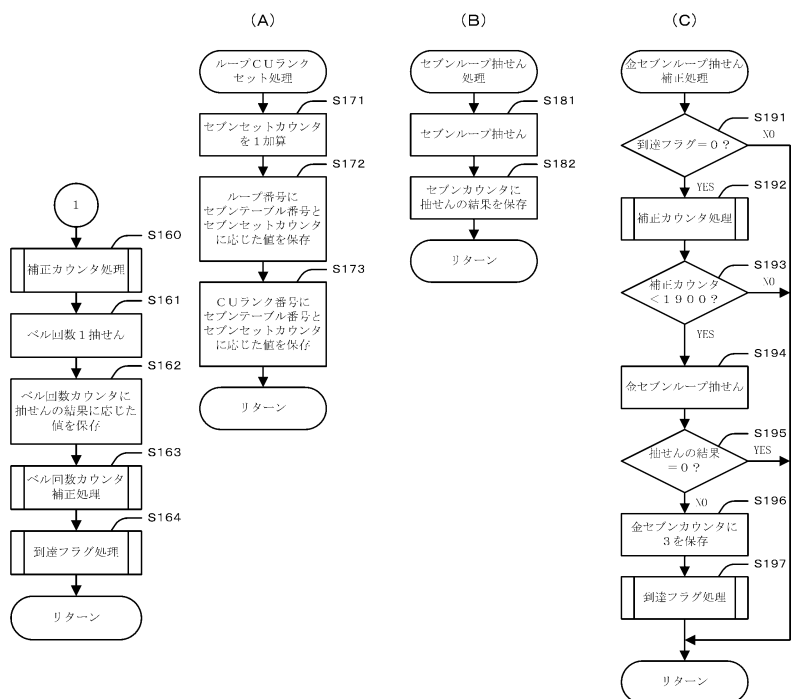 1
S160
補正カウンタ処理
S161
ベル回数1抽せん
S162
ベル回数カウンタに
抽せんの結果に応じた
値を保存
S163
ベル回数カウンタ
補正処理
S164
到達フラグ処理
リターン
(A)
ループCUランク
セット処理
S171
セブンセットカウンタ
を1加算
S172
ループ番号に
セブンテーブル番号と
セブンセットカウンタ
に応じた値を保存
S173
CUランク番号に
セブンテーブル番号と
セブンセットカウンタ
に応じた値を保存
リターン
(B)
セブンループ抽せん
処理
S181
セブンループ抽せん
S182
セブンカウンタに
抽せんの結果を保存
リターン
(C)
金セブンループ抽せん
補正処理
S191
到達フラグ=0?
NO
YES
S192
補正カウンタ処理
S193
補正カウンタ
<1900?
NO
YES
S194
金セブンループ抽せん
S195
抽せんの結果
=0?
YES
NO
S196
金セブンカウンタに
3を保存
S197
到達フラグ処理
リターン